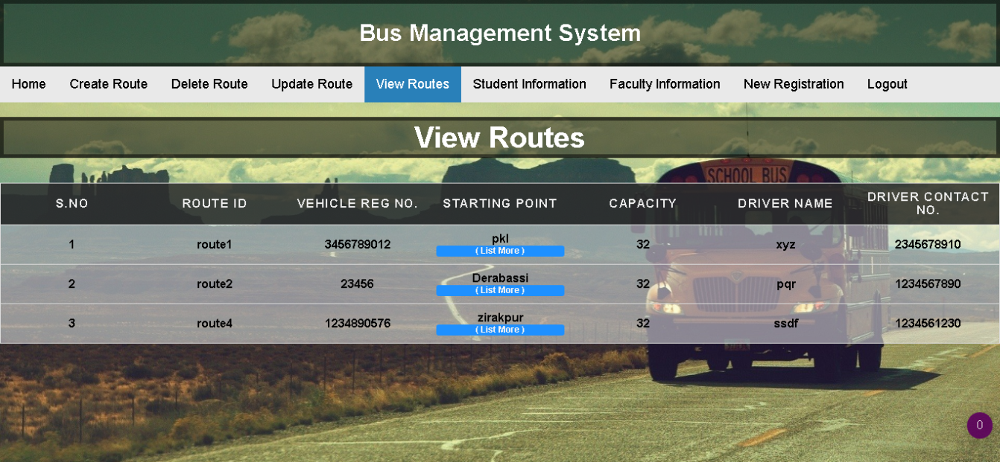 Bus Management System
Home Create Route Delete Route Update Route View Routes Student Information Faculty Information New Registration Logout
View Routes
SCHOOL BUS
S.NO ROUTE ID VEHICLE REG NO. STARTING POINT CAPACITY DRIVER NAME DRIVER CONTACT NO.
1 route1 3456789012 pkl 32 xyz 2345678910
( List More )
2 route2 23456 Derabassi 32 pqr 1234567890
( List More )
3 route4 1234890576 zirakpur 32 ssdf 1234561230
( List More )
0